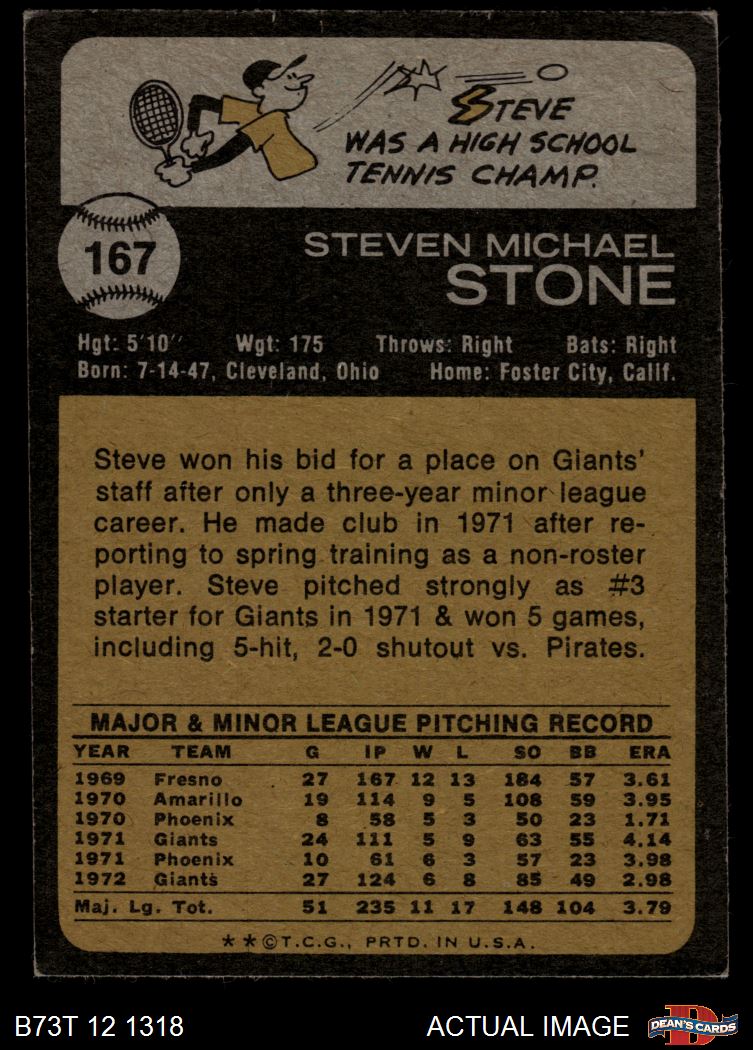 STEVE
WAS A HIGH SCHOOL
TENNIS CHAMP.
167
STEVEN MICHAEL
STONE
Hgt: 5'10" Wgt: 175 Throws: Right Bats: Right
Born: 7-14-47, Cleveland, Ohio Home: Foster City, Calif.
Steve won his bid for a place on Giants'
staff after only a three-year minor league
career. He made club in 1971 after re-
porting to spring training as a non-roster
player. Steve pitched strongly as #3
starter for Giants in 1971 & won 5 games,
including 5-hit, 2-0 shutout vs. Pirates.
MAJOR & MINOR LEAGUE PITCHING RECORD
YEAR TEAM G IP W L SO BB ERA
1969 Fresno 27 167 12 13 184 57 3.61
1970 Amarillo 19 114 9 5 108 59 3.95
1970 Phoenix 8 58 5 3 50 23 1.71
1971 Giants 24 111 5 9 63 55 4.14
1971 Phoenix 10 61 6 3 57 23 3.98
1972 Giants 27 124 6 8 85 49 2.98
Maj. Lg. Tot. 51 235 11 17 148 104 3.79
**©T.C.G., PRTD. IN U.S.A.
B73T 12 1318 ACTUAL IMAGE
D
DEAN'S CARDS